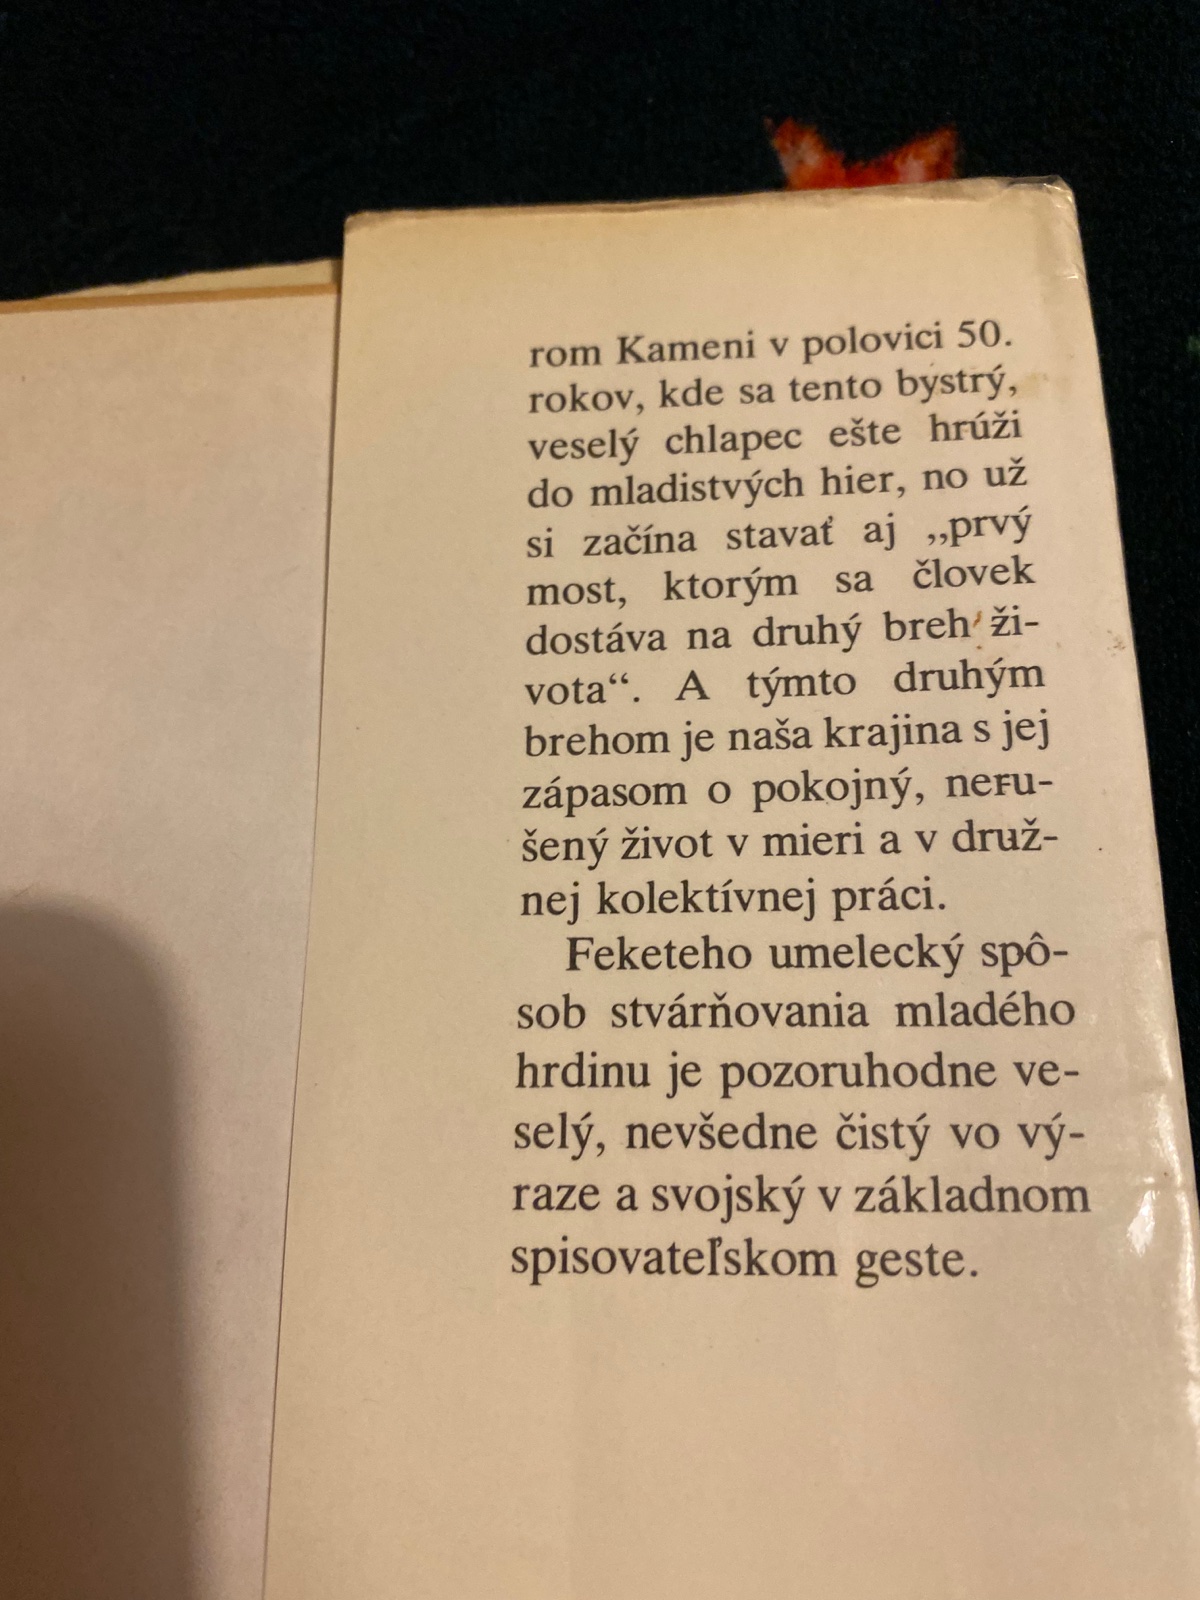 rom Kameni v polovici 50.
rokov, kde sa tento bystrý,
veselý chlapec ešte hrúži
do mladistvých hier, no už
si začína stavať aj „prvý
most, ktorým sa človek
dostáva na druhý breh ži-
vota“. A týmto druhým
brehom je naša krajina s jej
zápasom o pokojný, neru-
šený život v mieri a v druž-
nej kolektívnej práci.
Feketeho umelecký spô-
sob stvárňovania mladého
hrdinu je pozoruhodne ve-
selý, nevšedne čistý vo vý-
raze a svojský v základnom
spisovateľskom geste.